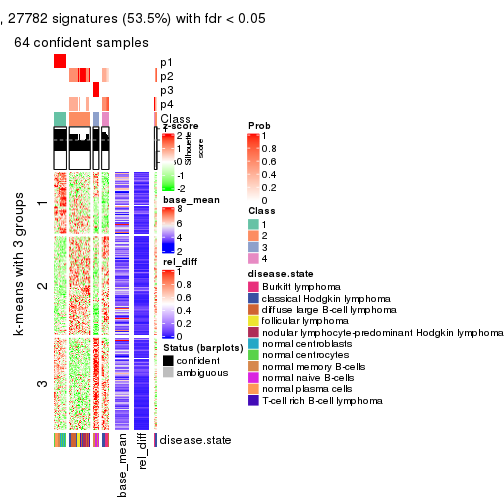 , 27782 signatures (53.5%) with fdr < 0.05
64 confident samples
p1
p2
p3
p4
Class
Silhouette
score
k-means with 3 groups
1
2
3
z-score
2
1
0
-1
-2
base_mean
8
6
4
2
rel_diff
1
0.8
0.6
0.4
0.2
0
Status (barplots)
confident
ambiguous
Prob
1
0.8
0.6
0.4
0.2
0
Class
1
2
3
4
disease.state
Burkitt lymphoma
classical Hodgkin lymphoma
diffuse large B-cell lymphoma
follicular lymphoma
nodular lymphocyte-predominant Hodgkin lymphoma
normal centroblasts
normal centrocytes
normal memory B-cells
normal naive B-cells
normal plasma cells
T-cell rich B-cell lymphoma
disease.state
base_mean
rel_diff